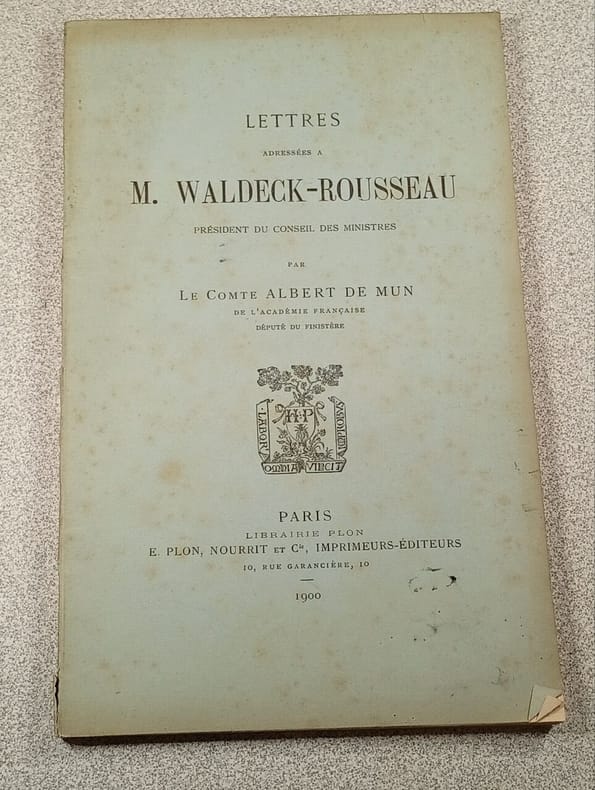 LETTRES
ADRESSÉES A
M. WALDECK-ROUSSEAU
PRÉSIDENT DU CONSEIL DES MINISTRES
PAR
LE COMTE ALBERT DE MUN
DE L'ACADÉMIE FRANÇAISE
DÉPUTÉ DU FINISTÈRE
LABOR
H·P
IMPROBVS
OMNIA VINCIT
PARIS
LIBRAIRIE PLON
E. PLON, NOURRIT ET Cie, IMPRIMEURS-ÉDITEURS
10, RUE GARANCIÈRE, 10
1900